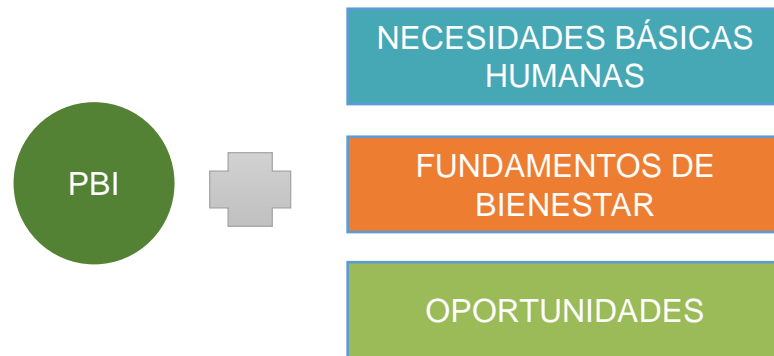 PBI
NECESIDADES BÁSICAS
HUMANAS
FUNDAMENTOS DE
BIENESTAR
OPORTUNIDADES